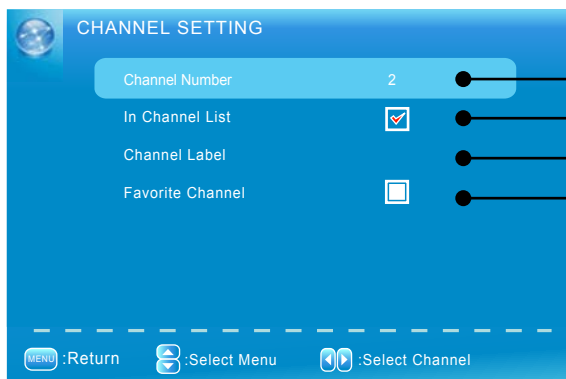 CHANNEL SETTING
Channel Number 2
In Channel List
Channel Label
Favorite Channel
MENU :Return :Select Menu :Select Channel